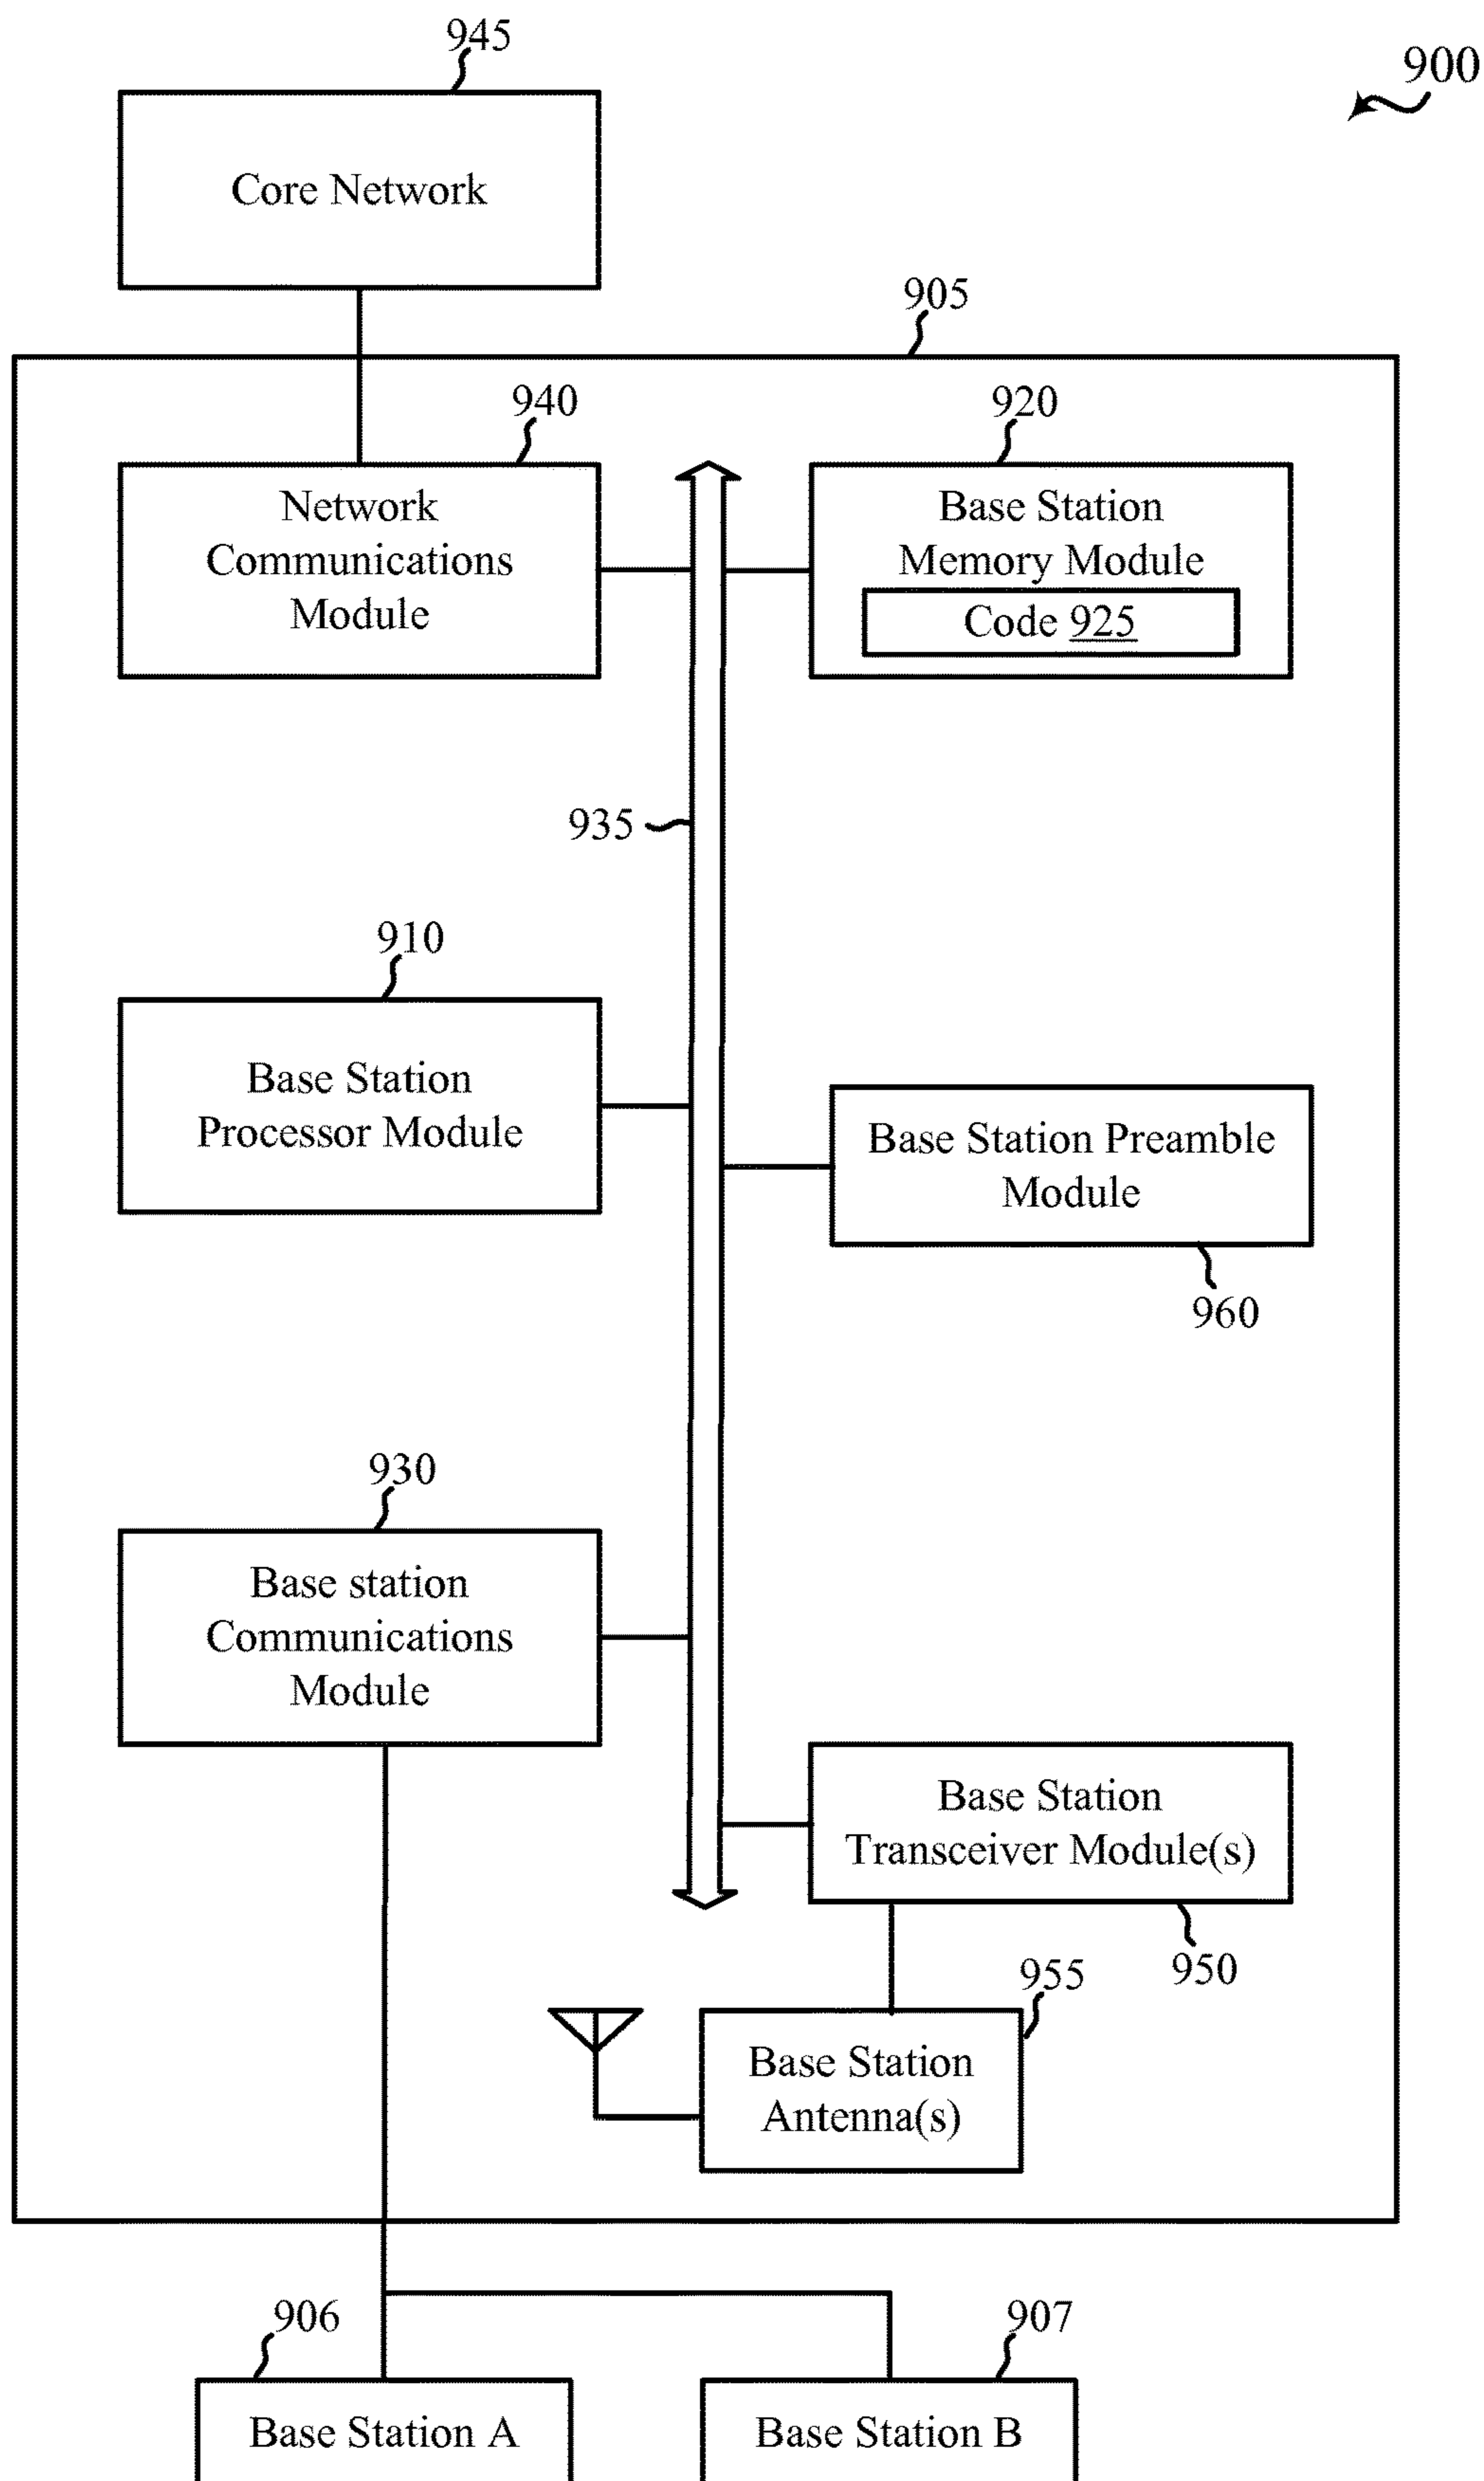 945
900
Core Network
905
940
920
Network
Communications
Module
Base Station
Memory Module
Code 925
935
910
Base Station
Processor Module
Base Station Preamble
Module
960
930
Base station
Communications
Module
Base Station
Transceiver Module(s)
950
955
Base Station
Antenna(s)
906
907
Base Station A
Base Station B